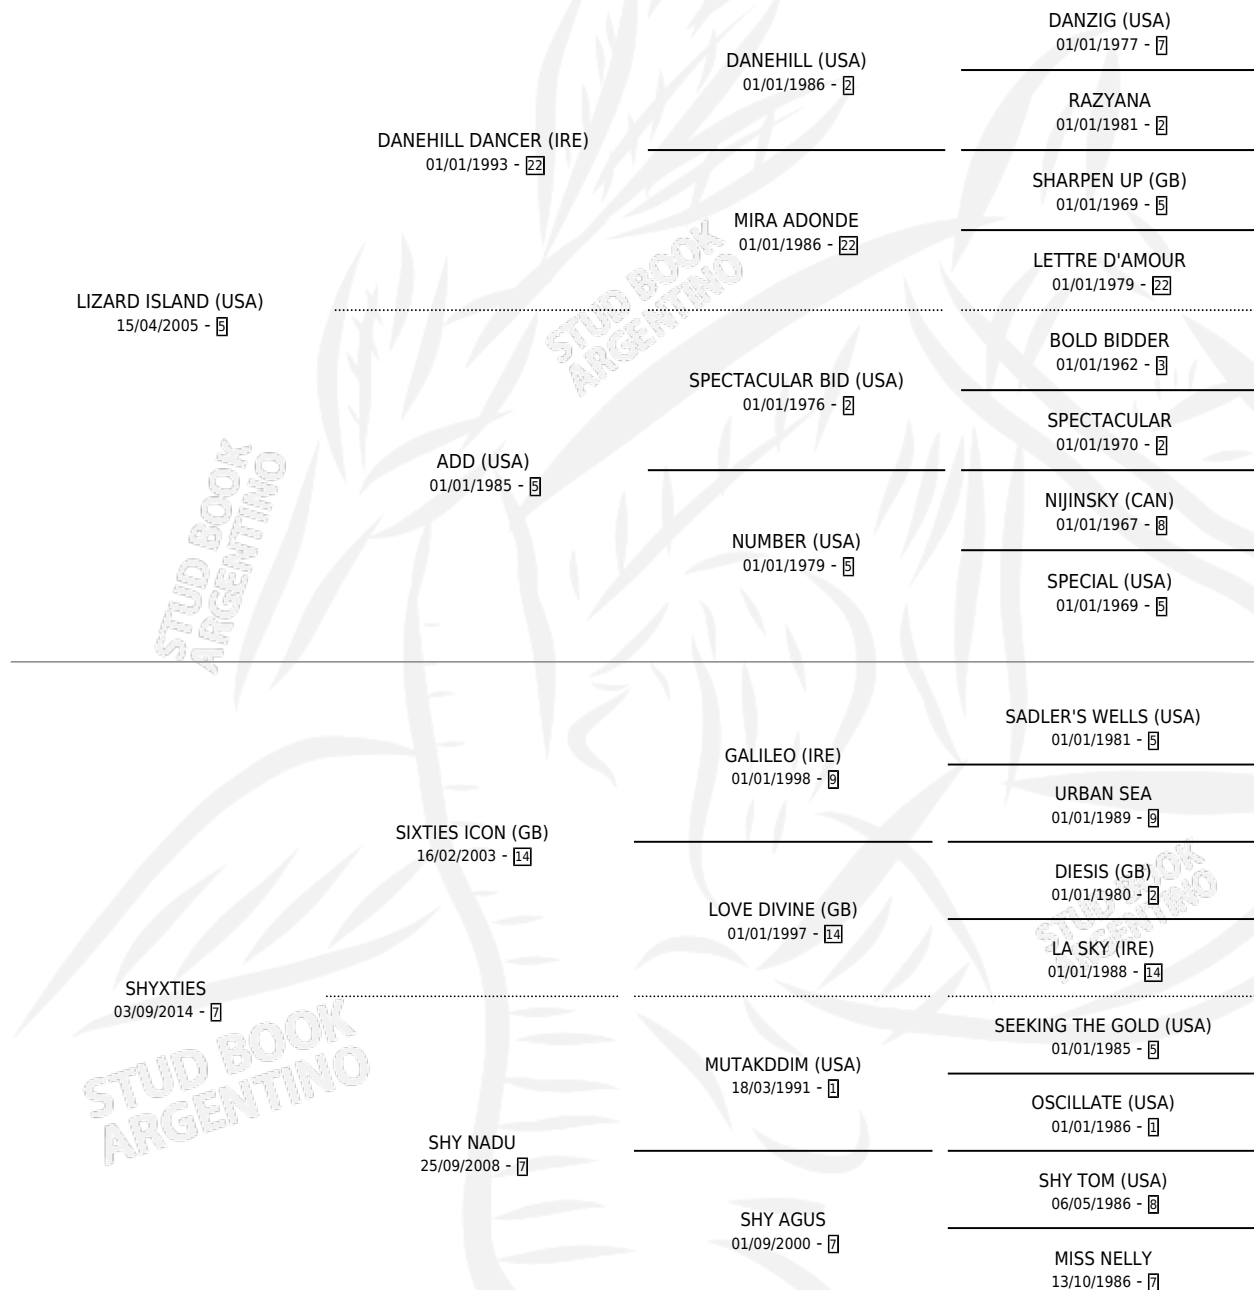 DANZIG (USA)
01/01/1977 - 7
DANEHILL (USA)
01/01/1986 - 2
RAZYANA
01/01/1981 - 2
DANEHILL DANCER (IRE)
01/01/1993 - 22
SHARPEN UP (GB)
01/01/1969 - 5
MIRA ADONDE
01/01/1986 - 22
LETTRE D'AMOUR
01/01/1979 - 22
LIZARD ISLAND (USA)
15/04/2005 - 5
STUD BOOK
ARGENTINO
BOLD BIDDER
01/01/1962 - 3
SPECTACULAR BID (USA)
01/01/1976 - 2
SPECTACULAR
01/01/1970 - 2
ADD (USA)
01/01/1985 - 5
NIJINSKY (CAN)
01/01/1967 - 8
NUMBER (USA)
01/01/1979 - 5
SPECIAL (USA)
01/01/1969 - 5
STUD BOOK
ARGENTINO
SADLER'S WELLS (USA)
01/01/1981 - 5
GALILEO (IRE)
01/01/1998 - 9
URBAN SEA
01/01/1989 - 9
SIXTIES ICON (GB)
16/02/2003 - 14
DIESIS (GB)
01/01/1980 - 2
LOVE DIVINE (GB)
01/01/1997 - 14
STUD BOOK
ARGENTINO
LA SKY (IRE)
01/01/1988 - 14
SHYXTIES
03/09/2014 - 7
STUD BOOK
ARGENTINO
SEEKING THE GOLD (USA)
01/01/1985 - 5
MUTAKDDIM (USA)
18/03/1991 - 1
OSCILLATE (USA)
01/01/1986 - 1
SHY NADU
25/09/2008 - 7
SHY TOM (USA)
06/05/1986 - 8
SHY AGUS
01/09/2000 - 7
MISS NELLY
13/10/1986 - 7